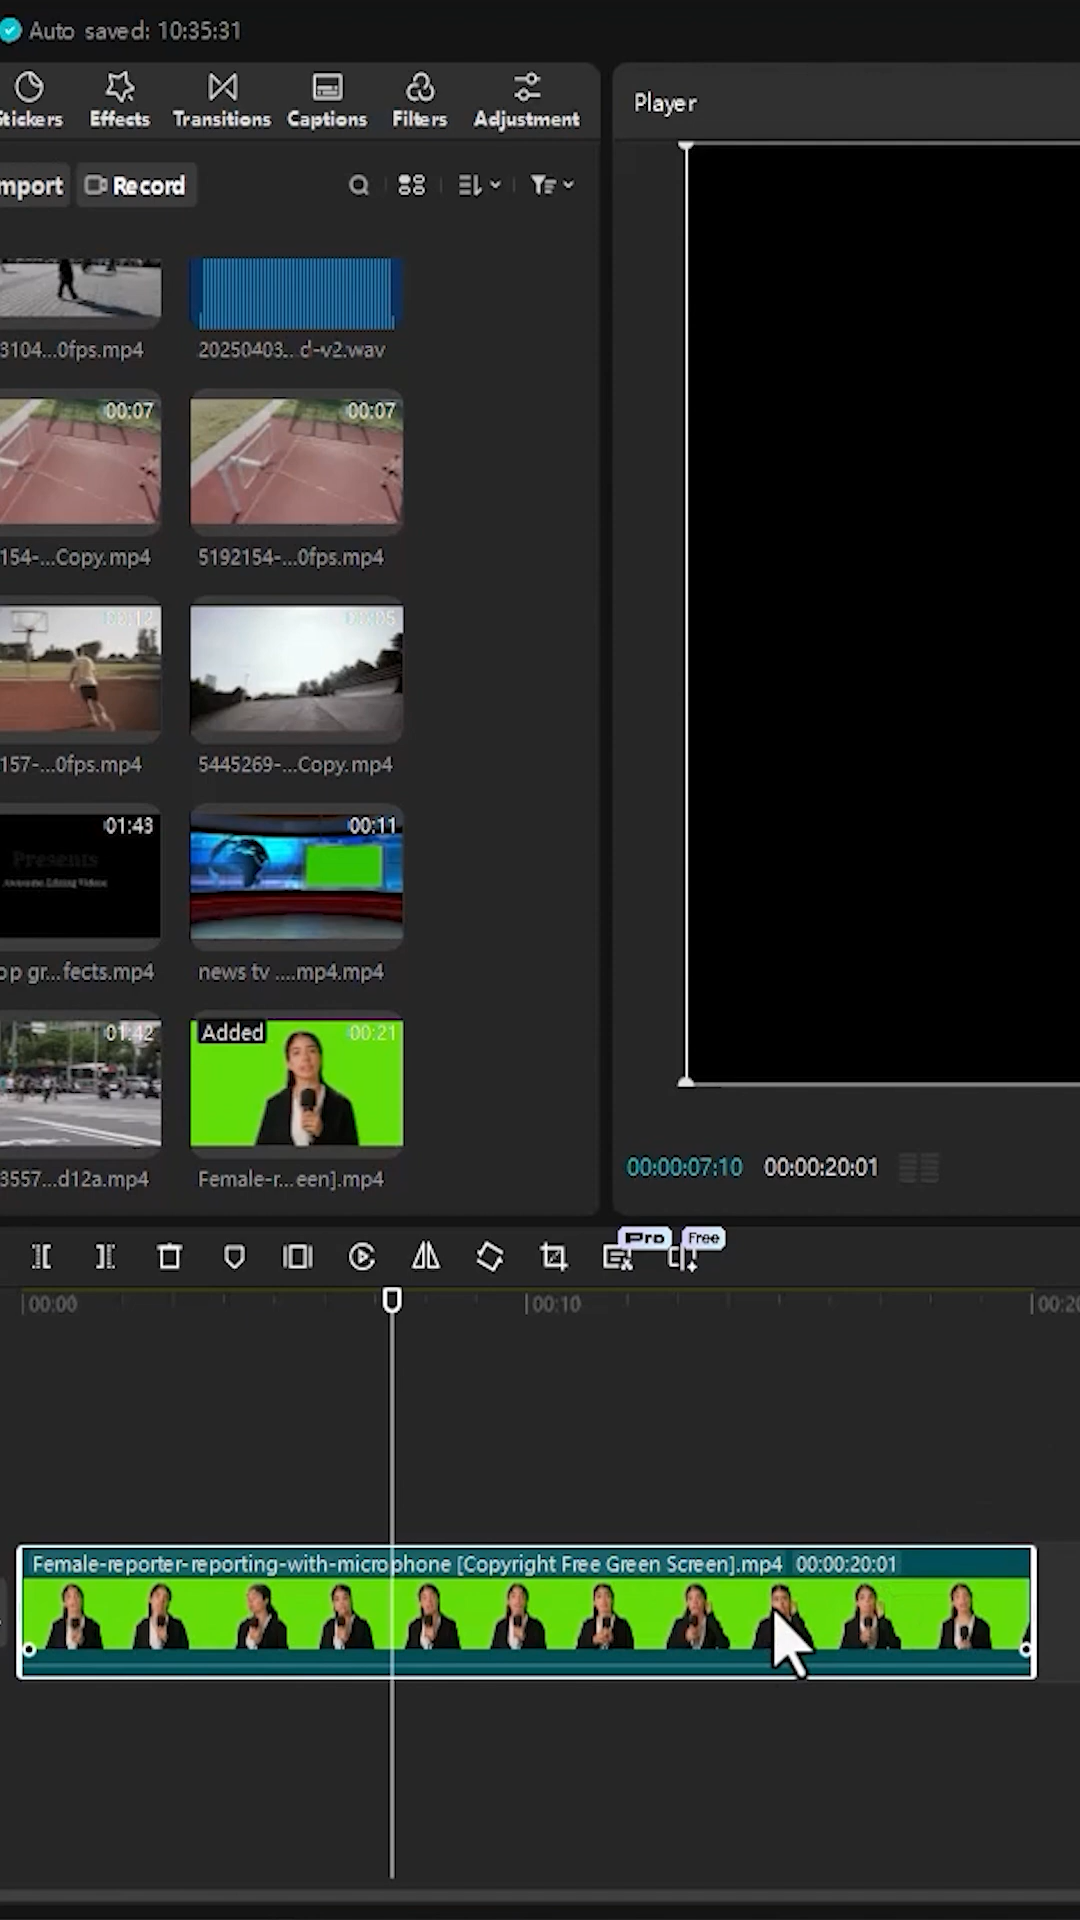 Auto saved: 10:35:31
Stickers Effects Transitions Captions Filters Adjustment
Player
mport Record
3104...0fps.mp4 20250403... d-v2.wav
00:07 00:07
154-...Copy.mp4 5192154-...0fps.mp4
00:12 00:05
157-...0fps.mp4 5445269-...Copy.mp4
01:43 00:11
Presents
Awesome Editing Videos
op gr...fects.mp4 news tv ....mp4.mp4
01:42 Added 00:21
3557...d12a.mp4 Female-r...een].mp4
00:00:07:10 00:00:20:01
Pro Free
00:00 00:10 00:20
Female-reporter-reporting-with-microphone [Copyright Free Green Screen].mp4 00:00:20:01